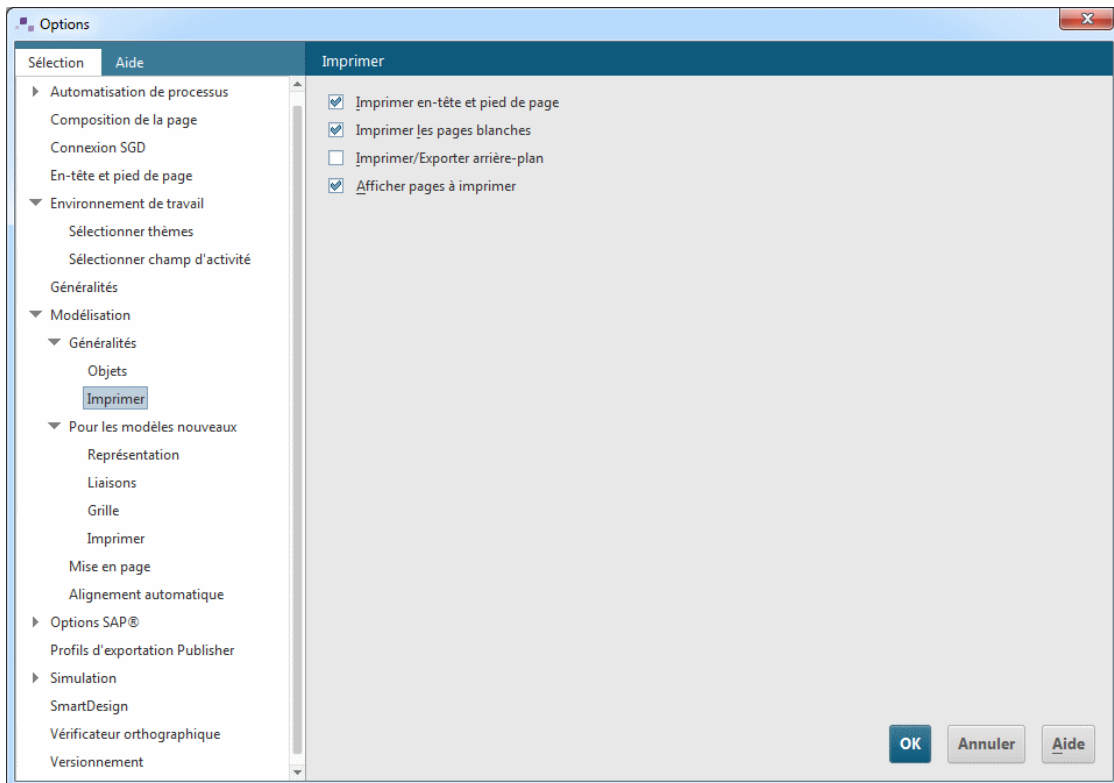 Options
Sélection
Aide
Imprimer
Automatisation de processus
Composition de la page
Connexion SGD
En-tête et pied de page
Environnement de travail
Sélectionner thèmes
Sélectionner champ d'activité
Généralités
Modélisation
Généralités
Objets
Imprimer
Pour les modèles nouveaux
Représentation
Liaisons
Grille
Imprimer
Mise en page
Alignement automatique
Options SAP®
Profils d'exportation Publisher
Simulation
SmartDesign
Vérificateur orthographique
Versionnement
Imprimer en-tête et pied de page
Imprimer les pages blanches
Imprimer/Exporter arrière-plan
Afficher pages à imprimer
OK
Annuler
Aide